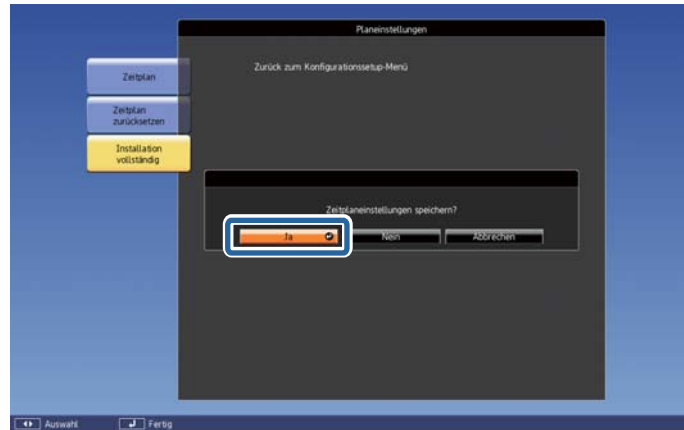 Planeinstellungen
Zeitplan
Zurück zum Konfigurationssetup-Menü
Zeitplan
zurücksetzen
Installation
vollständig
Zeitplaneinstellungen speichern?
Ja
Nein
Abbrechen
Auswahl
Fertig